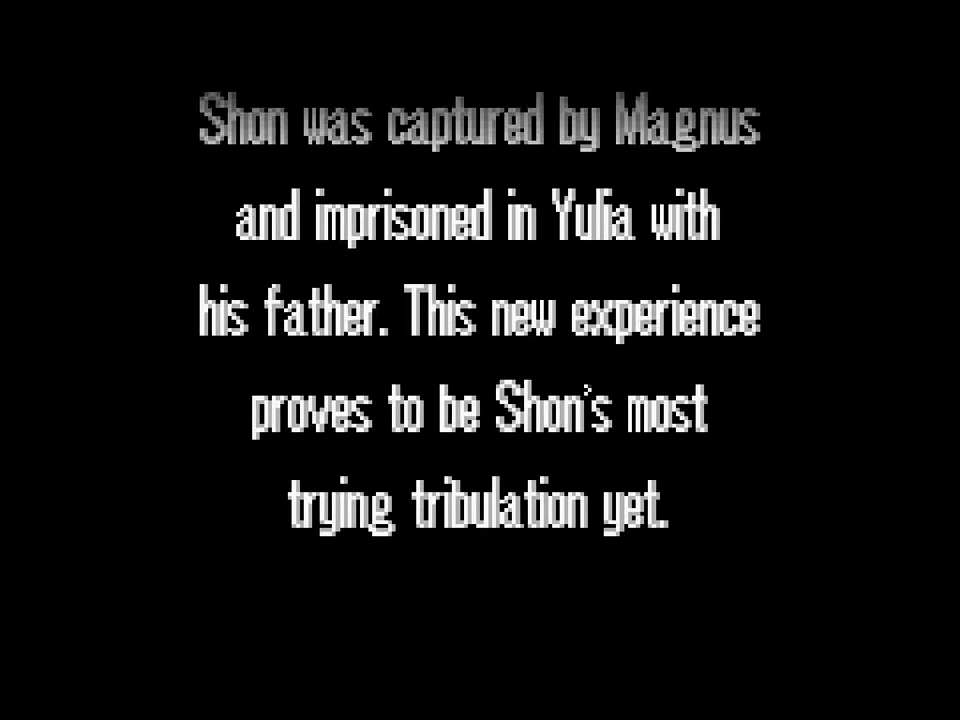 Shon was captured by Magnus
and imprisoned in Yulia with
his father. This new experience
proves to be Shon's most
trying tribulation yet.